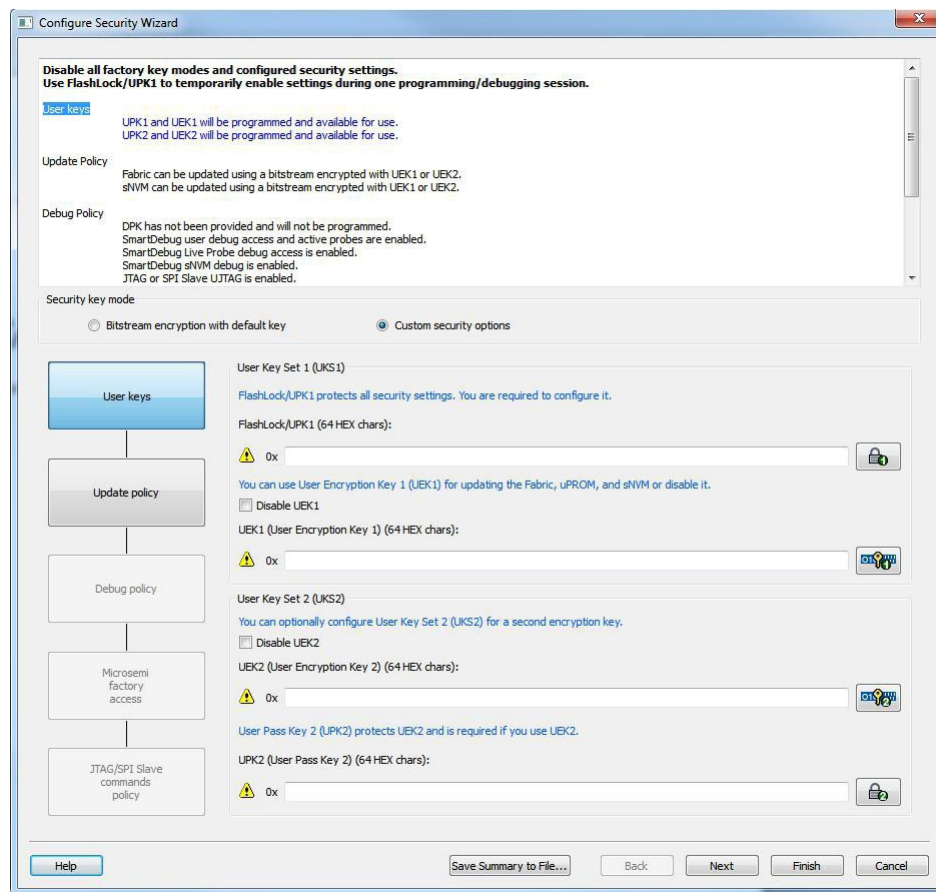 Configure Security Wizard
Disable all factory key modes and configured security settings.
Use FlashLock/UPK1 to temporarily enable settings during one programming/debugging session.
User keys
UPK1 and UEK1 will be programmed and available for use.
UPK2 and UEK2 will be programmed and available for use.
Update Policy
Fabric can be updated using a bitstream encrypted with UEK1 or UEK2.
sNVM can be updated using a bitstream encrypted with UEK1 or UEK2.
Debug Policy
DPK has not been provided and will not be programmed.
SmartDebug user debug access and active probes are enabled.
SmartDebug Live Probe debug access is enabled.
SmartDebug sNVM debug is enabled.
JTAG or SPI Slave UJTAG is enabled.
Security key mode
Bitstream encryption with default key
Custom security options
User keys
Update policy
Debug policy
Microsemi
factory
access
JTAG/SPI Slave
commands
policy
User Key Set 1 (UKS1)
FlashLock/UPK1 protects all security settings. You are required to configure it.
FlashLock/UPK1 (64 HEX chars):
0x
1
You can use User Encryption Key 1 (UEK1) for updating the Fabric, uPROM, and sNVM or disable it.
Disable UEK1
UEK1 (User Encryption Key 1) (64 HEX chars):
0x
1
User Key Set 2 (UKS2)
You can optionally configure User Key Set 2 (UKS2) for a second encryption key.
Disable UEK2
UEK2 (User Encryption Key 2) (64 HEX chars):
0x
2
User Pass Key 2 (UPK2) protects UEK2 and is required if you use UEK2.
UPK2 (User Pass Key 2) (64 HEX chars):
0x
2
Help
Save Summary to File...
Back
Next
Finish
Cancel